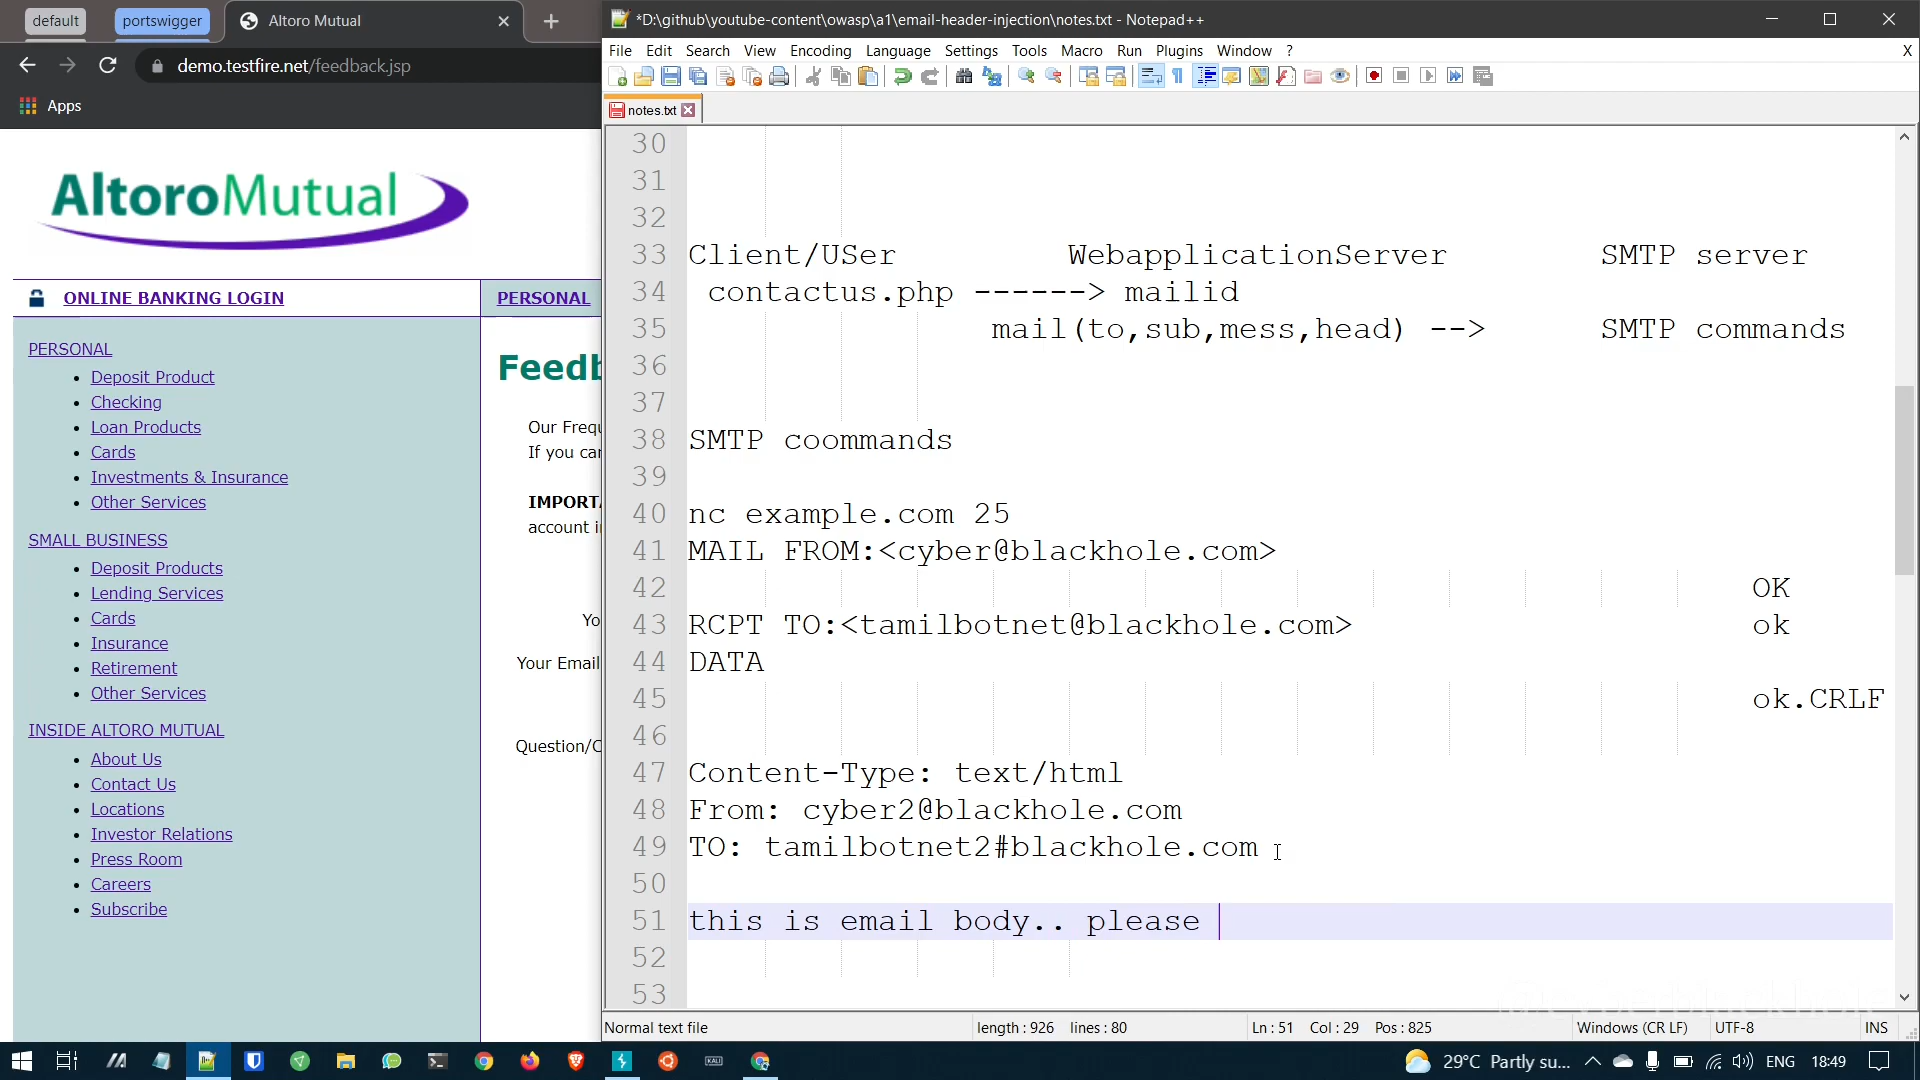 default
portswigger
Altoro Mutual
demo.testfire.net/feedback.jsp
Apps
AltoroMutual
ONLINE BANKING LOGIN
PERSONAL
PERSONAL
Deposit Product
Checking
Loan Products
Cards
Investments & Insurance
Other Services
SMALL BUSINESS
Deposit Products
Lending Services
Cards
Insurance
Retirement
Other Services
INSIDE ALTORO MUTUAL
About Us
Contact Us
Locations
Investor Relations
Press Room
Careers
Subscribe
Feedb
Our Frequ
If you can
IMPORTA
account i
Yo
Your Email
Question/C
*D:\github\youtube-content\owasp\a1\email-header-injection\notes.txt - Notepad++
File Edit Search View Encoding Language Settings Tools Macro Run Plugins Window ? X
notes.txt
30
31
32
33 Client/USer WebapplicationServer SMTP server
34 contactus.php ------> mailid
35 mail(to,sub,mess,head) --> SMTP commands
36
37
38 SMTP coommands
39
40 nc example.com 25
41 MAIL FROM:<cyber@blackhole.com>
42 OK
43 RCPT TO:<tamilbotnet@blackhole.com> ok
44 DATA
45 ok.CRLF
46
47 Content-Type: text/html
48 From: cyber2@blackhole.com
49 TO: tamilbotnet2#blackhole.com
50
51 this is email body.. please
52
53
Normal text file length : 926 lines : 80 Ln : 51 Col : 29 Pos : 825 Windows (CR LF) UTF-8 INS
29°C Partly su... ENG 18:49